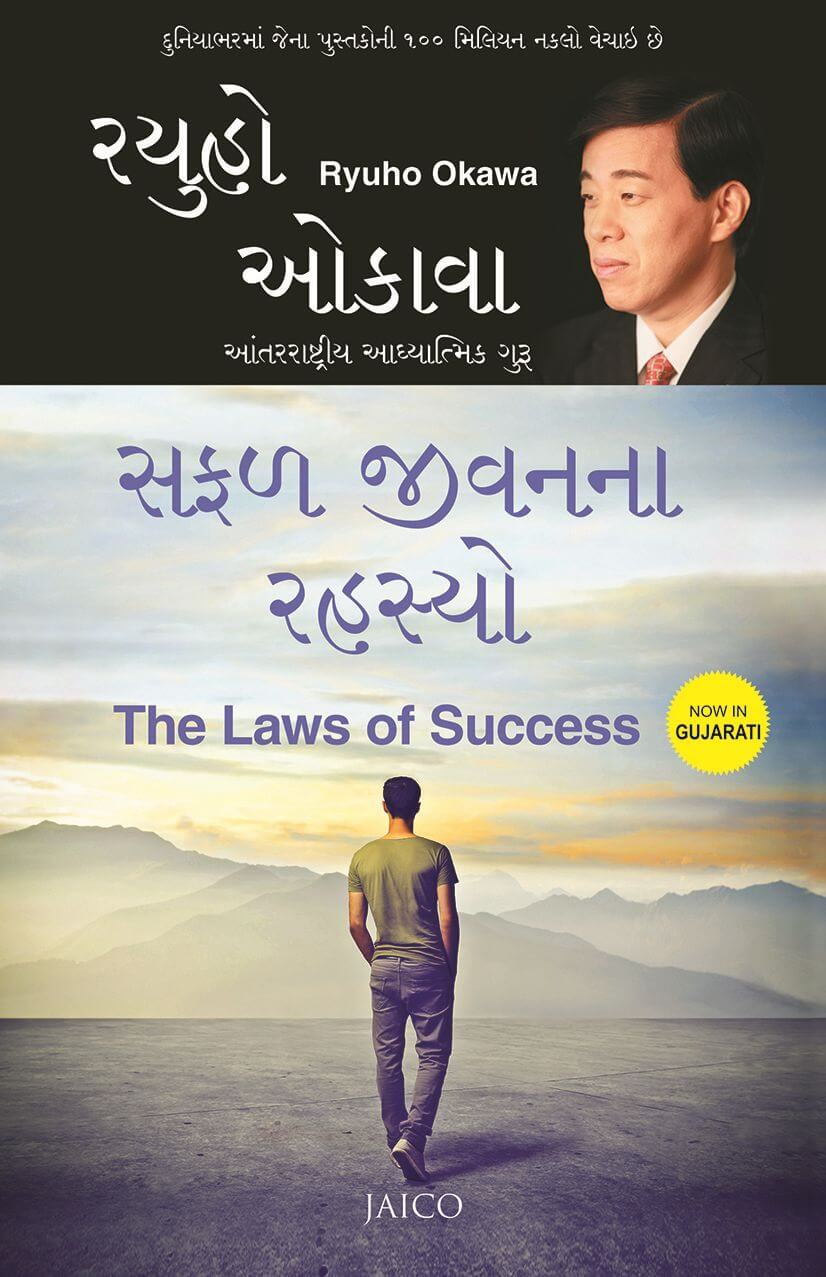 દુનિયાભરમાં જેના પુસ્તકોની ૧૦૦ મિલિયન નકલો વેચાઇ છે
રયુહો
Ryuho Okawa
ઓકાવા
આંતરરાષ્ટ્રીય આધ્યાત્મિક ગુરૂ
સફળ જીવનના
રહસ્યો
The Laws of Success
NOW IN
GUJARATI
JAICO